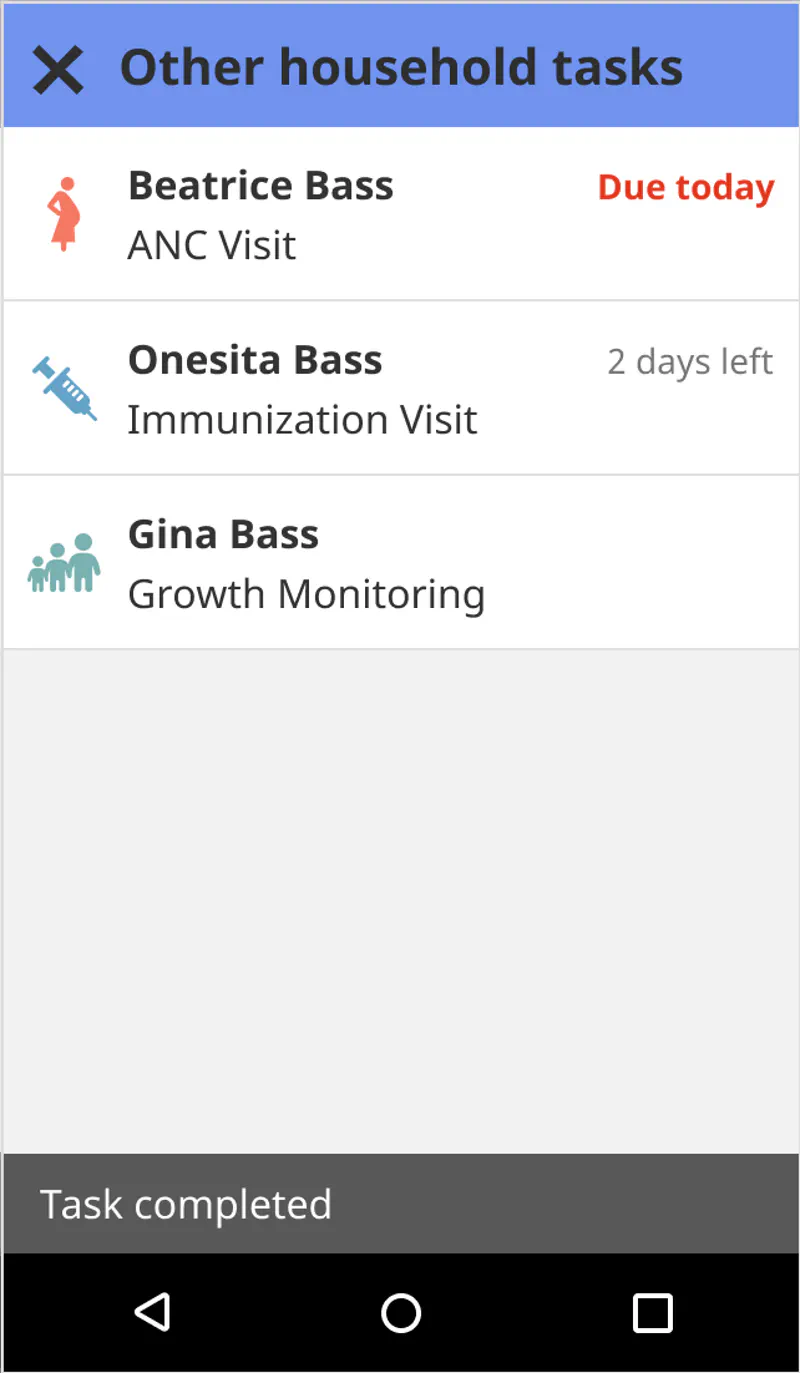 Other household tasks
Beatrice Bass
Due today
ANC Visit
Onesita Bass
2 days left
Immunization Visit
Gina Bass
Growth Monitoring
Task completed